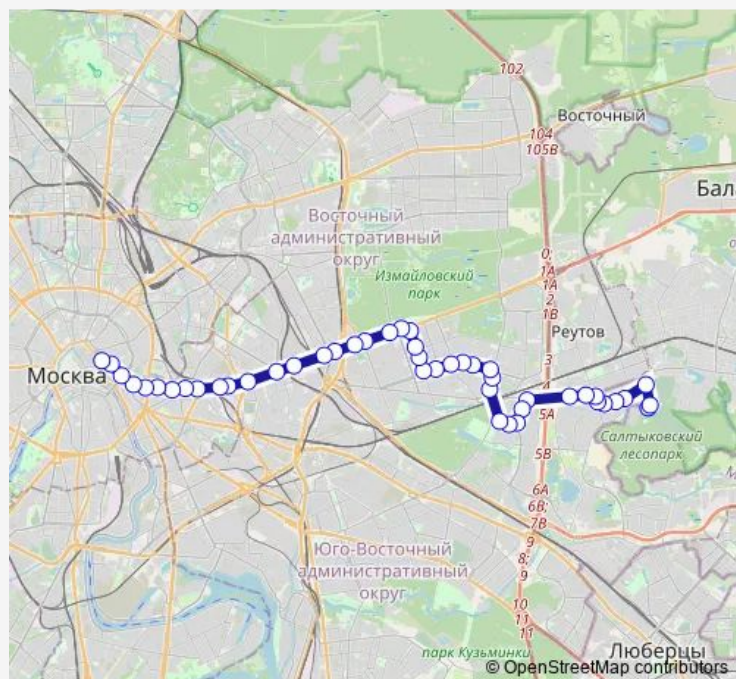 102
Восточный
104
105В
Бал
Восточный
административный
округ
0;
1А
1А
2
1В
Измайловский
парк
Реутов
3
Москва
4
5А
Салтыковский
лесопарк
5В
6А
6В;
7В
Юго-Восточный
административный
округ
9
8;
9
10
11
11
Люберцы
парк Кузьминки
© OpenStreetMap contributors